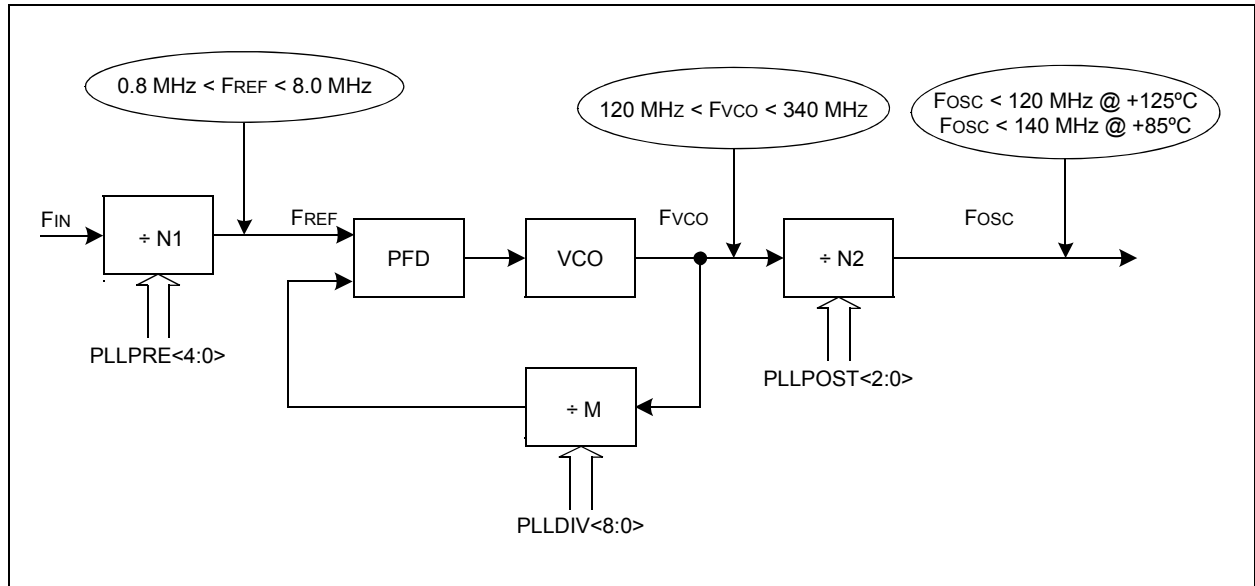 0.8 MHz < FREF < 8.0 MHz
120 MHz < FVCO < 340 MHz
FOSC < 120 MHz @ +125ºC
FOSC < 140 MHz @ +85ºC
FIN
÷ N1
FREF
PFD
VCO
FVCO
÷ N2
FOSC
PLLPRE<4:0>
PLLPOST<2:0>
÷ M
PLLDIV<8:0>